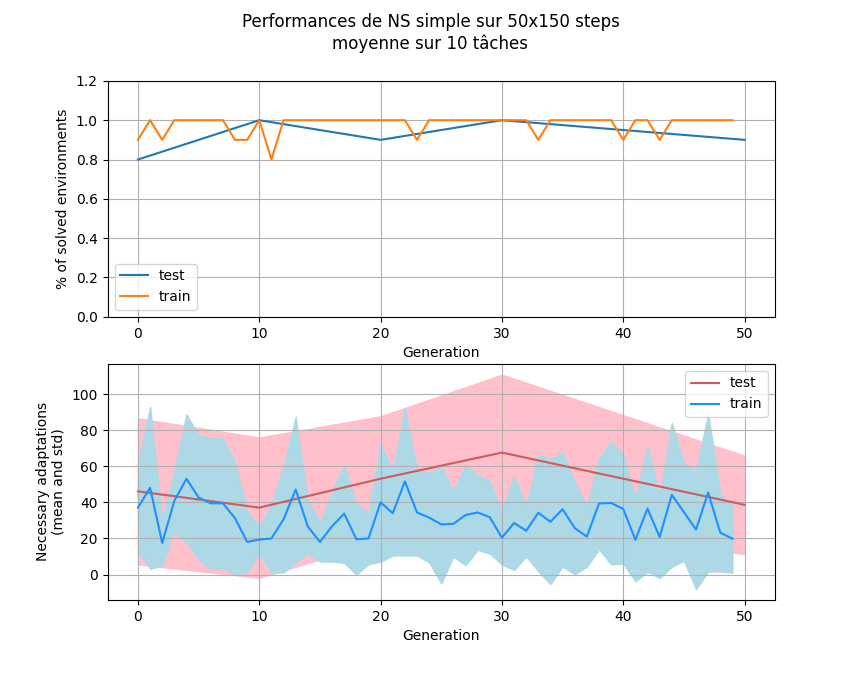 Performances de NS simple sur 50x150 steps
moyenne sur 10 tâches
% of solved environments
1.2
1.0
0.8
0.6
0.4
0.2
0.0
test
train
0 10 20 30 40 50
Generation
Necessary adaptations
(mean and std)
100
80
60
40
20
0
test
train
0 10 20 30 40 50
Generation